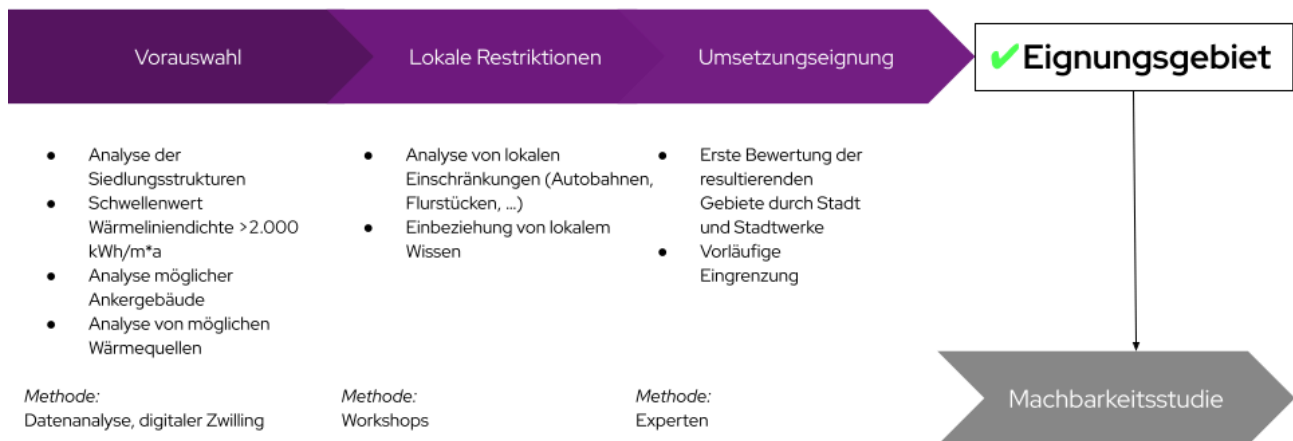 Vorauswahl
Lokale Restriktionen
Umsetzungseignung
✔Eignungsgebiet
● Analyse der
Siedlungsstrukturen
● Schwellenwert
Wärmeliniendichte >2.000
kWh/m*a
● Analyse möglicher
Ankergebäude
● Analyse von möglichen
Wärmequellen
Methode:
Datenanalyse, digitaler Zwilling
● Analyse von lokalen
Einschränkungen (Autobahnen,
Flurstücken, ...)
● Einbeziehung von lokalem
Wissen
Methode:
Workshops
● Erste Bewertung der
resultierenden
Gebiete durch Stadt
und Stadtwerke
● Vorläufige
Eingrenzung
Methode:
Experten
Machbarkeitsstudie